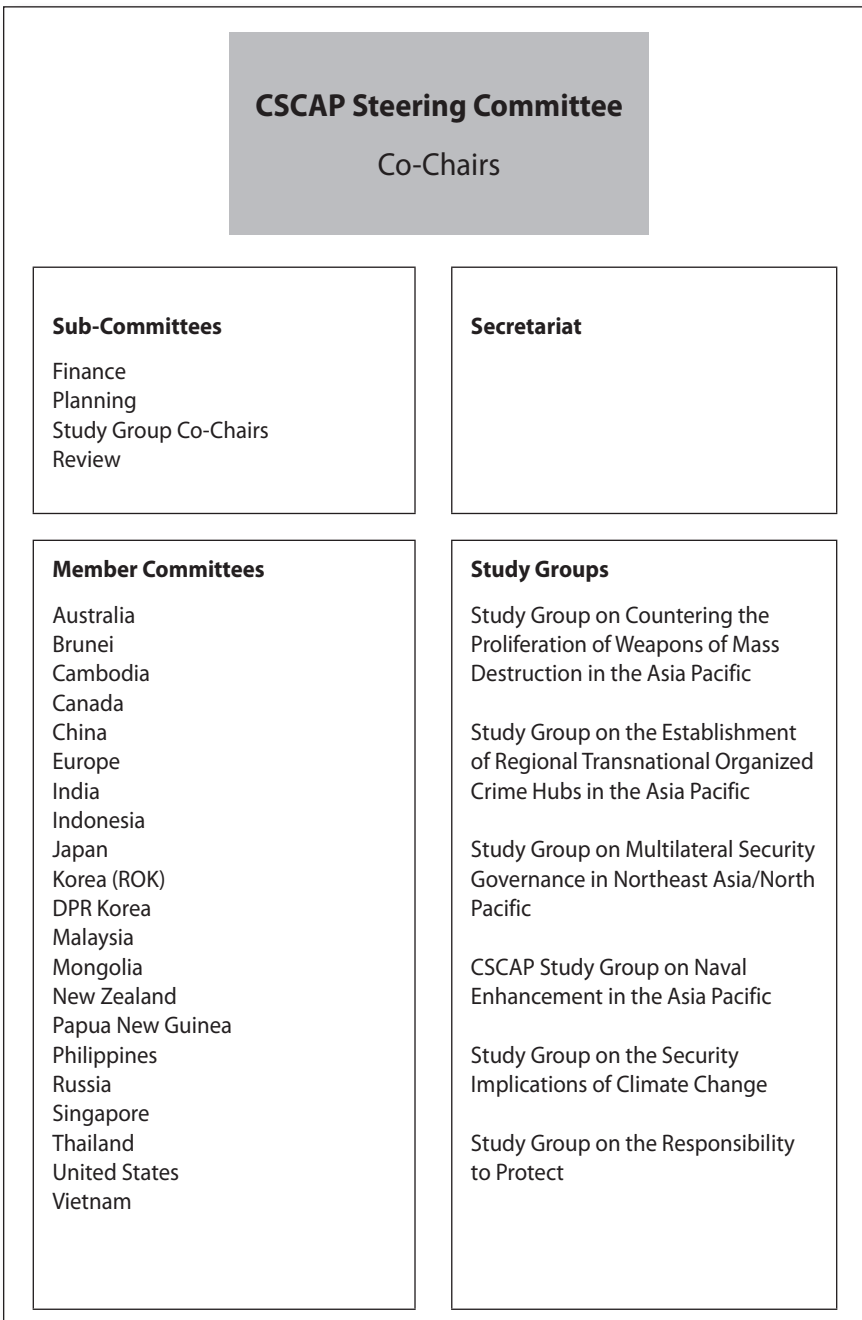 CSCAP Steering Committee
Co-Chairs
Sub-Committees
Finance
Planning
Study Group Co-Chairs
Review
Secretariat
Member Committees
Australia
Brunei
Cambodia
Canada
China
Europe
India
Indonesia
Japan
Korea (ROK)
DPR Korea
Malaysia
Mongolia
New Zealand
Papua New Guinea
Philippines
Russia
Singapore
Thailand
United States
Vietnam
Study Groups
Study Group on Countering the
Proliferation of Weapons of Mass
Destruction in the Asia Pacific
Study Group on the Establishment
of Regional Transnational Organized
Crime Hubs in the Asia Pacific
Study Group on Multilateral Security
Governance in Northeast Asia/North
Pacific
CSCAP Study Group on Naval
Enhancement in the Asia Pacific
Study Group on the Security
Implications of Climate Change
Study Group on the Responsibility
to Protect